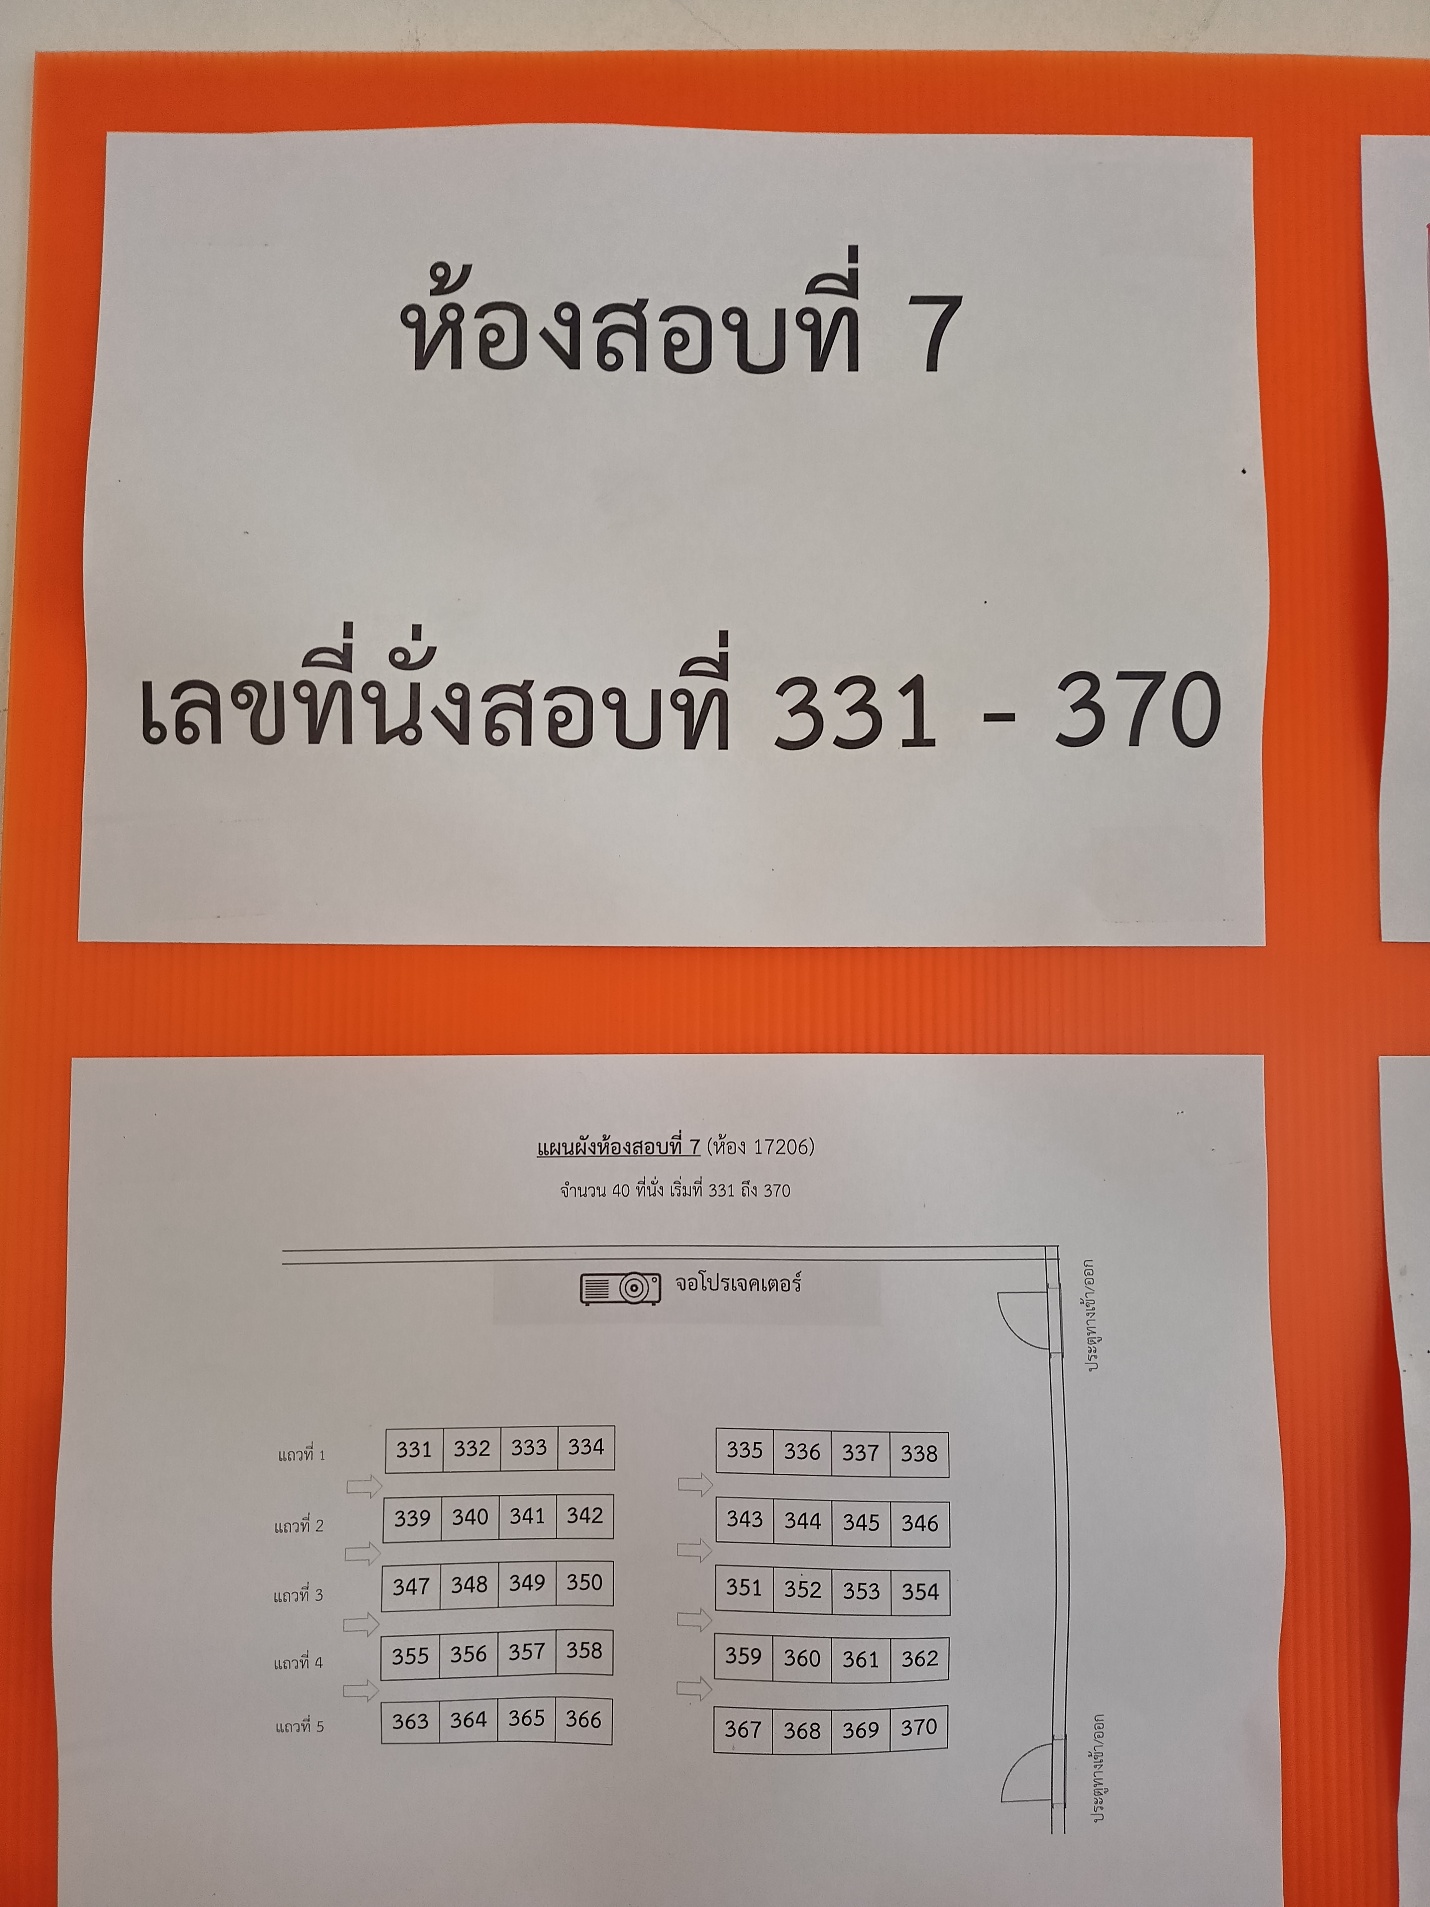 ห้องสอบที่ 7
เลขที่นั่งสอบที่ 331 - 370
แผนผังห้องสอบที่ 7 (ห้อง 17206)
จำนวน 40 ที่นั่ง เริ่มที่ 331 ถึง 370
จอโปรเจคเตอร์
ประตูทางเข้า/ออก
แถวที่ 1 331 332 333 334 335 336 337 338
แถวที่ 2 339 340 341 342 343 344 345 346
แถวที่ 3 347 348 349 350 351 352 353 354
แถวที่ 4 355 356 357 358 359 360 361 362
แถวที่ 5 363 364 365 366 367 368 369 370
ประตูทางเข้า/ออก